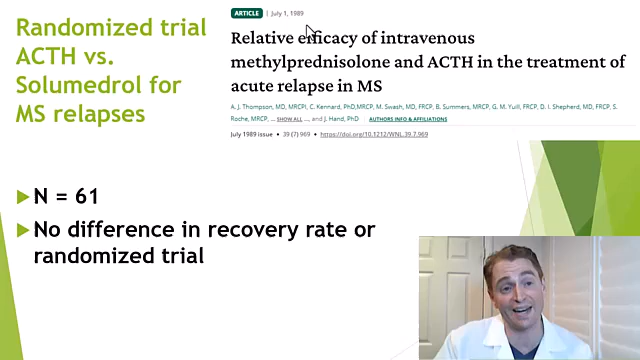 Randomized trial
ACTH vs.
Solumedrol for
MS relapses
ARTICLE | July 1, 1989
Relative efficacy of intravenous
methylprednisolone and ACTH in the treatment of
acute relapse in MS
A. J. Thompson, MD, MRCPI, C. Kennard, PhD,MRCP, M. Swash, MD, FRCP, B. Summers, MRCP, G. M. Yuill, FRCP, D. I. Shepherd, MD, FRCP, S.
Roche, MRCP, ... SHOW ALL ..., and J. Hand, PhD AUTHORS INFO & AFFILIATIONS
July 1989 issue • 39 (7) 969 • https://doi.org/10.1212/WNL.39.7.969
N = 61
No difference in recovery rate or
randomized trial